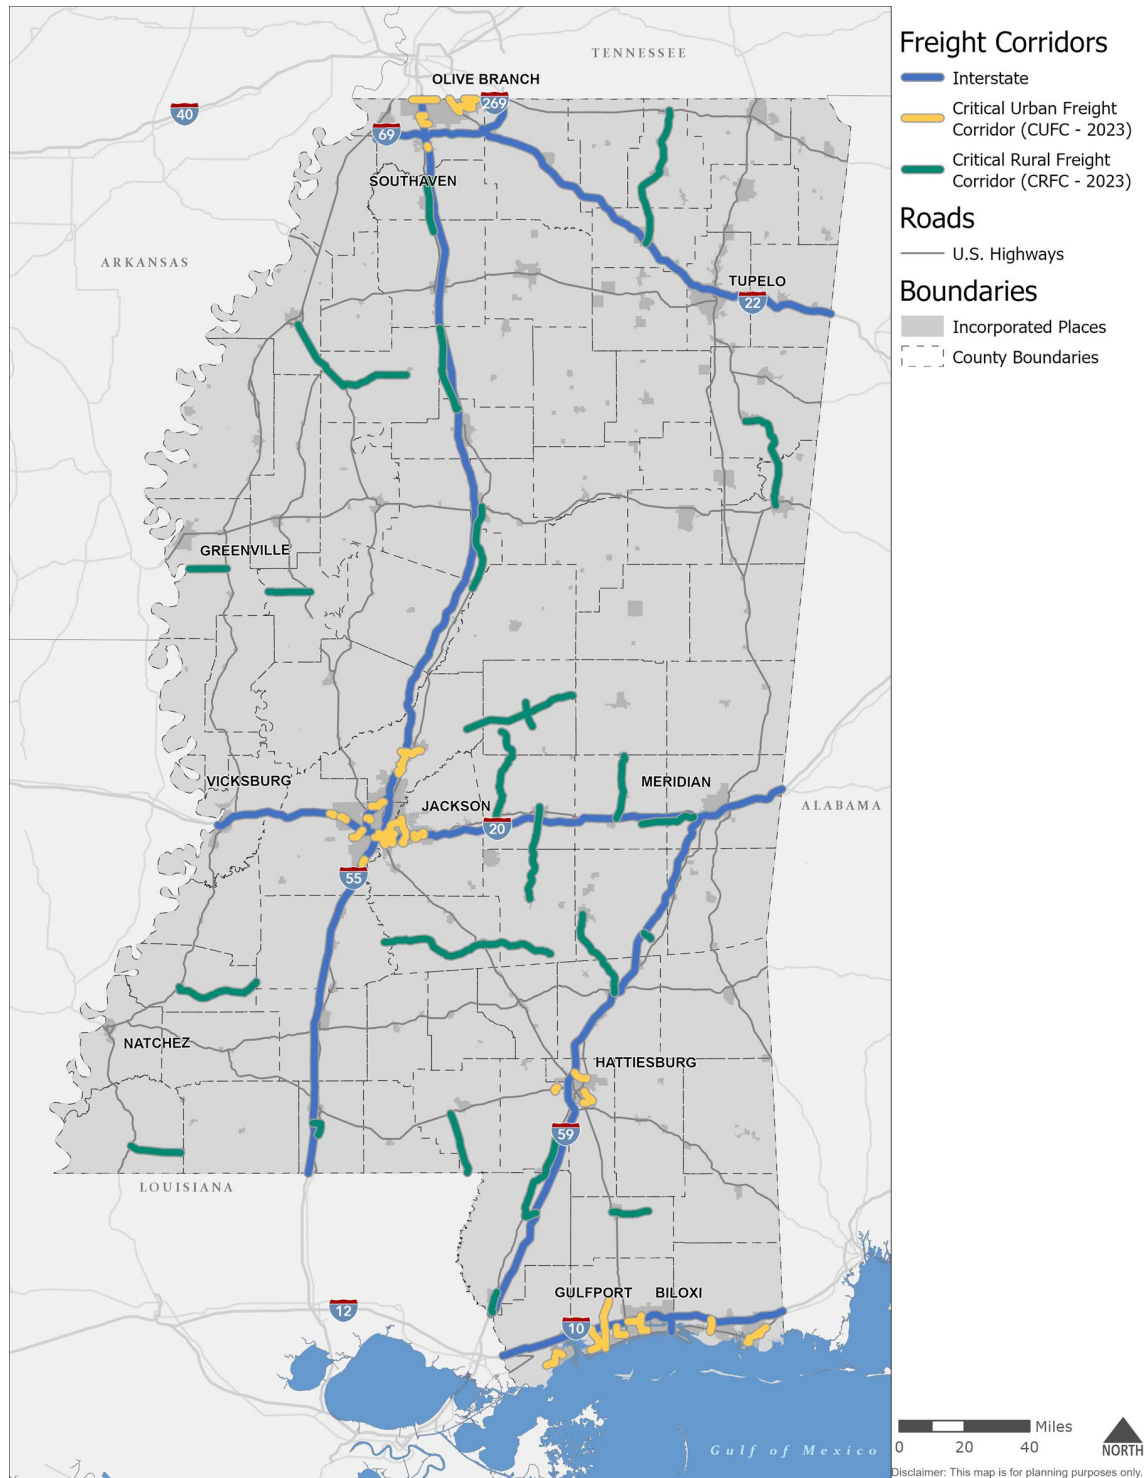 TENNESSEE
OLIVE BRANCH
40
269
69
SOUTHAVEN
ARKANSAS
TUPELO
22
GREENVILLE
VICKSBURG
MERIDIAN
JACKSON
ALABAMA
20
55
NATCHEZ
HATTIESBURG
59
LOUISIANA
GULFPORT
BILOXI
12
10
Gulf of Mexico
Freight Corridors
Interstate
Critical Urban Freight
Corridor (CUFC - 2023)
Critical Rural Freight
Corridor (CRFC - 2023)
Roads
U.S. Highways
Boundaries
Incorporated Places
County Boundaries
Miles
0 20 40
NORTH
Disclaimer: This map is for planning purposes only.